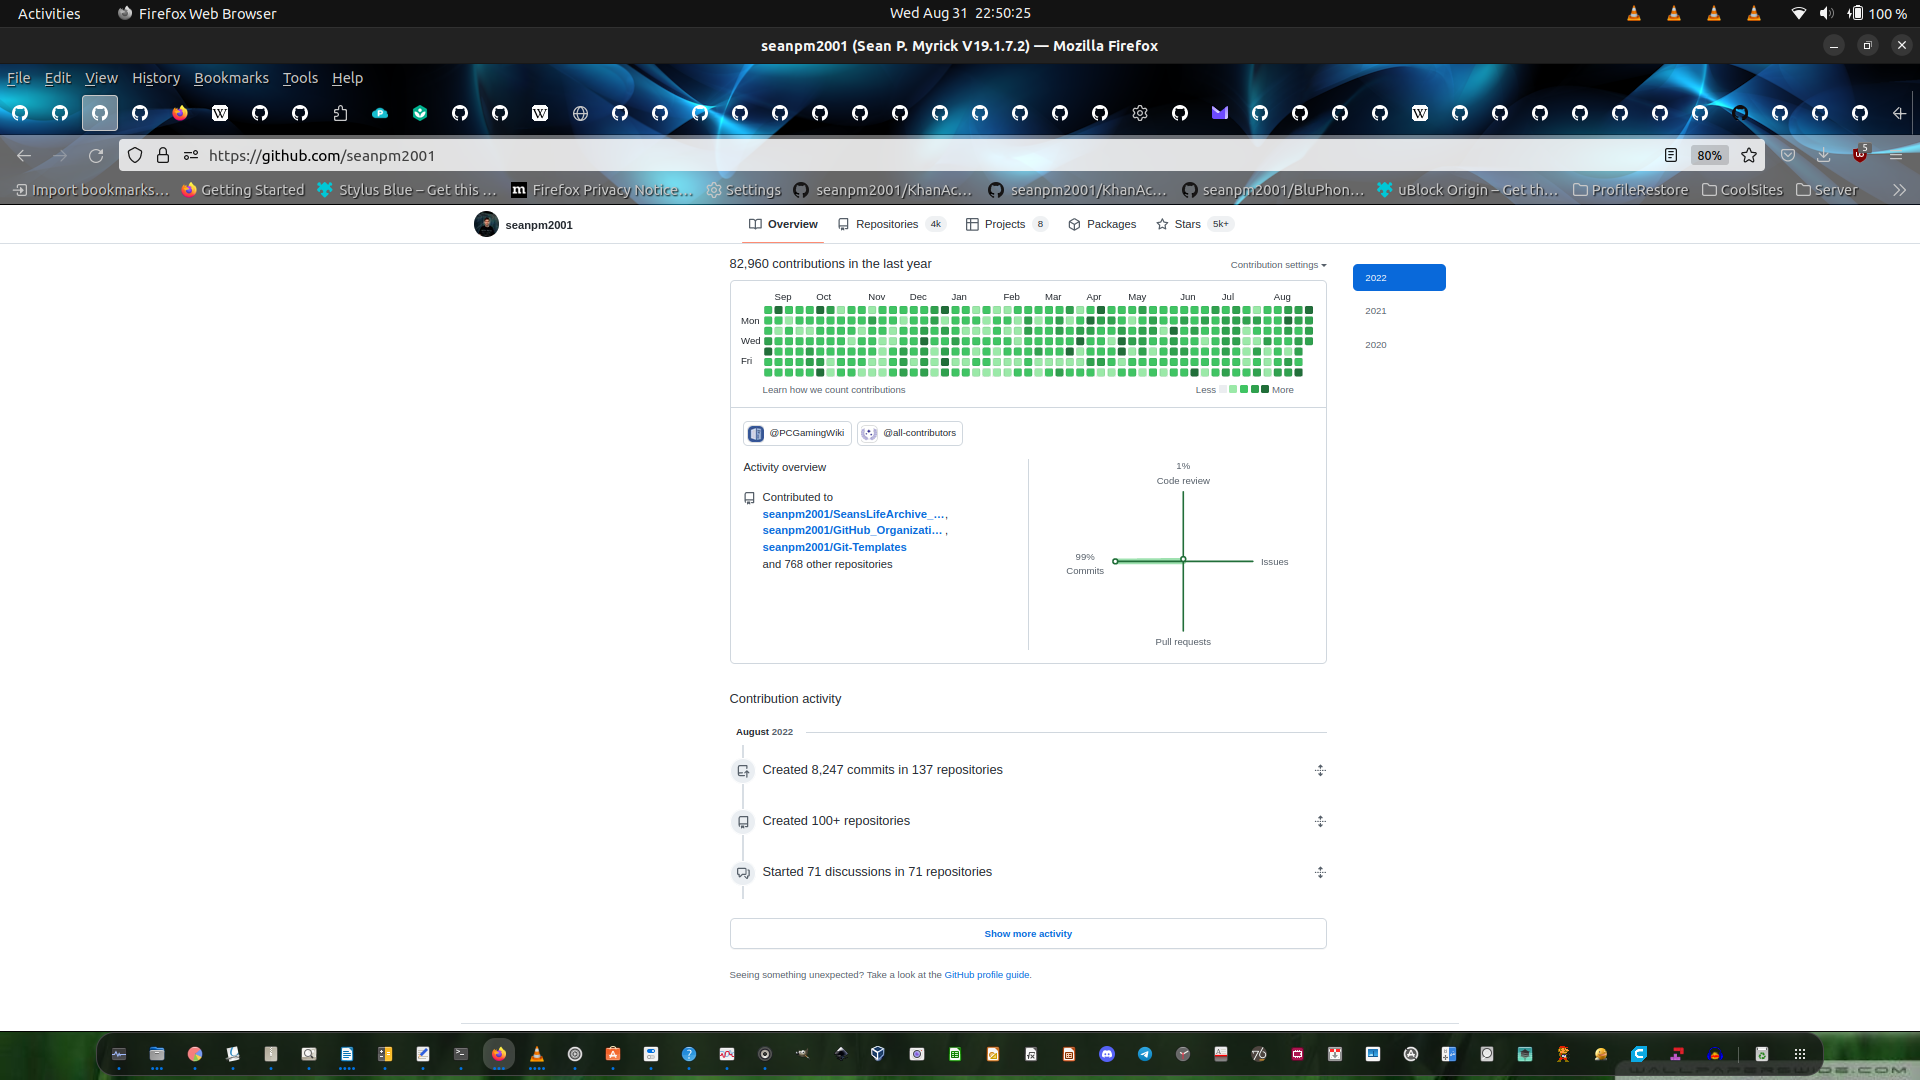 Activities Firefox Web Browser Wed Aug 31 22:50:25 100 %
seanpm2001 (Sean P. Myrick V19.1.7.2) — Mozilla Firefox
File Edit View History Bookmarks Tools Help
https://github.com/seanpm2001 80% 5
Import bookmarks… Getting Started Stylus Blue – Get this … Firefox Privacy Notice… Settings seanpm2001/KhanAc… seanpm2001/KhanAc… seanpm2001/BluPhon… uBlock Origin – Get th… ProfileRestore CoolSites Server
seanpm2001 Overview Repositories 4k Projects 8 Packages Stars 5k+
82,960 contributions in the last year Contribution settings
2022
2021
2020
Sep Oct Nov Dec Jan Feb Mar Apr May Jun Jul Aug
Mon
Wed
Fri
Learn how we count contributions Less More
@PCGamingWiki @all-contributors
Activity overview
Contributed to
seanpm2001/SeansLifeArchive_…,
seanpm2001/GitHub_Organizati… ,
seanpm2001/Git-Templates
and 768 other repositories
1%
Code review
99%
Commits
Issues
Pull requests
Contribution activity
August 2022
Created 8,247 commits in 137 repositories
Created 100+ repositories
Started 71 discussions in 71 repositories
Show more activity
Seeing something unexpected? Take a look at the GitHub profile guide.
WALLPAPERSWIDE.COM